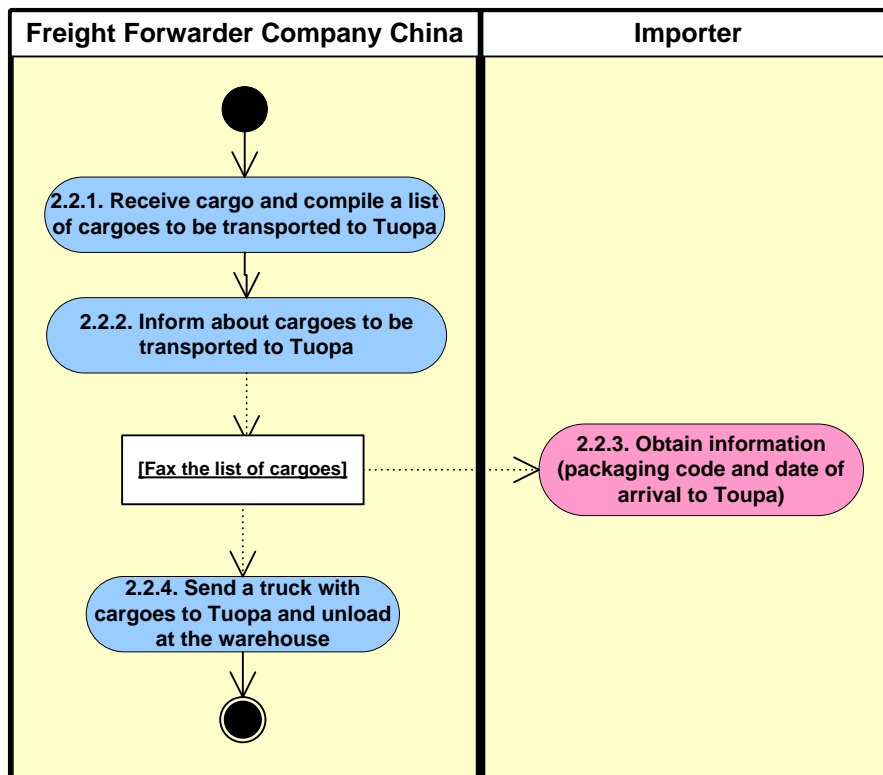 Freight Forwarder Company China
Importer
2.2.1. Receive cargo and compile a list
of cargoes to be transported to Tuopa
2.2.2. Inform about cargoes to be
transported to Tuopa
[Fax the list of cargoes]
2.2.3. Obtain information
(packaging code and date of
arrival to Toupa)
2.2.4. Send a truck with
cargoes to Tuopa and unload
at the warehouse